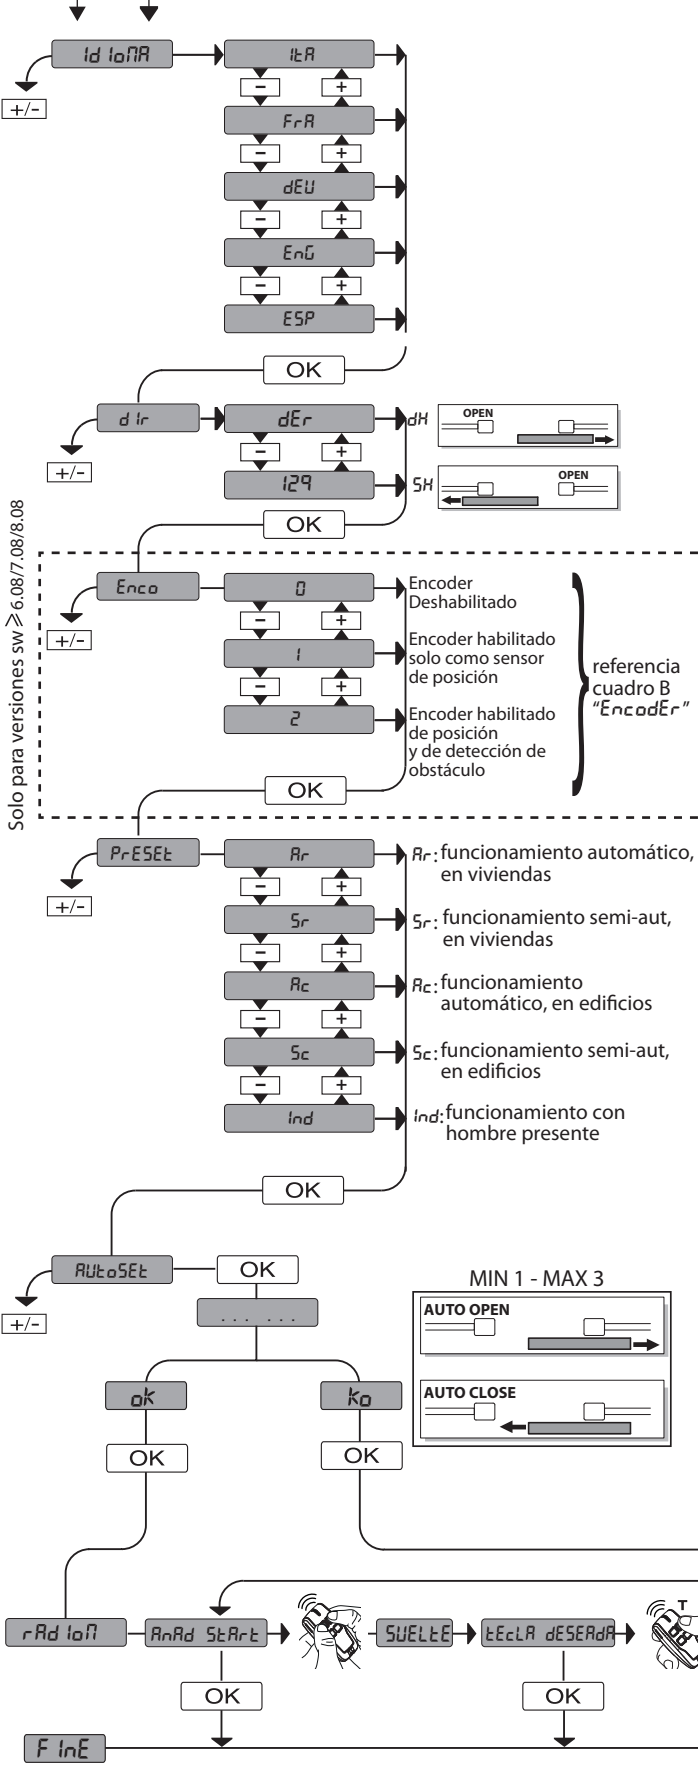 IdIoMA
ItA
+/-
- +
FrA
- +
dEU
- +
EnG
- +
ESP
OK
dIr
dEr
dH
OPEN
+/-
- +
IZq
SH
OPEN
OK
Solo para versiones sw ≥ 6.08/7.08/8.08
Enco
0
Encoder
Deshabilitado
+/-
- +
1
Encoder habilitado
solo como sensor
de posición
- +
2
Encoder habilitado
de posición
y de detección de
obstáculo
referencia
cuadro B
“EncodEr”
OK
PrESEt
Ar
Ar: funcionamiento automático,
en viviendas
+/-
- +
Sr
Sr: funcionamiento semi-aut,
en viviendas
- +
Ac
Ac: funcionamiento
automático, en edificios
- +
Sc
Sc: funcionamiento semi-aut,
en edificios
- +
Ind
Ind: funcionamiento con
hombre presente
OK
AUtoSEt
OK
+/-
... ...
MIN 1 - MAX 3
AUTO OPEN
AUTO CLOSE
oK
Ko
OK
OK
rAdIoM
AnAd StArt
SUELtE
tEcLA dESEAdA
T
OK
OK
FInE